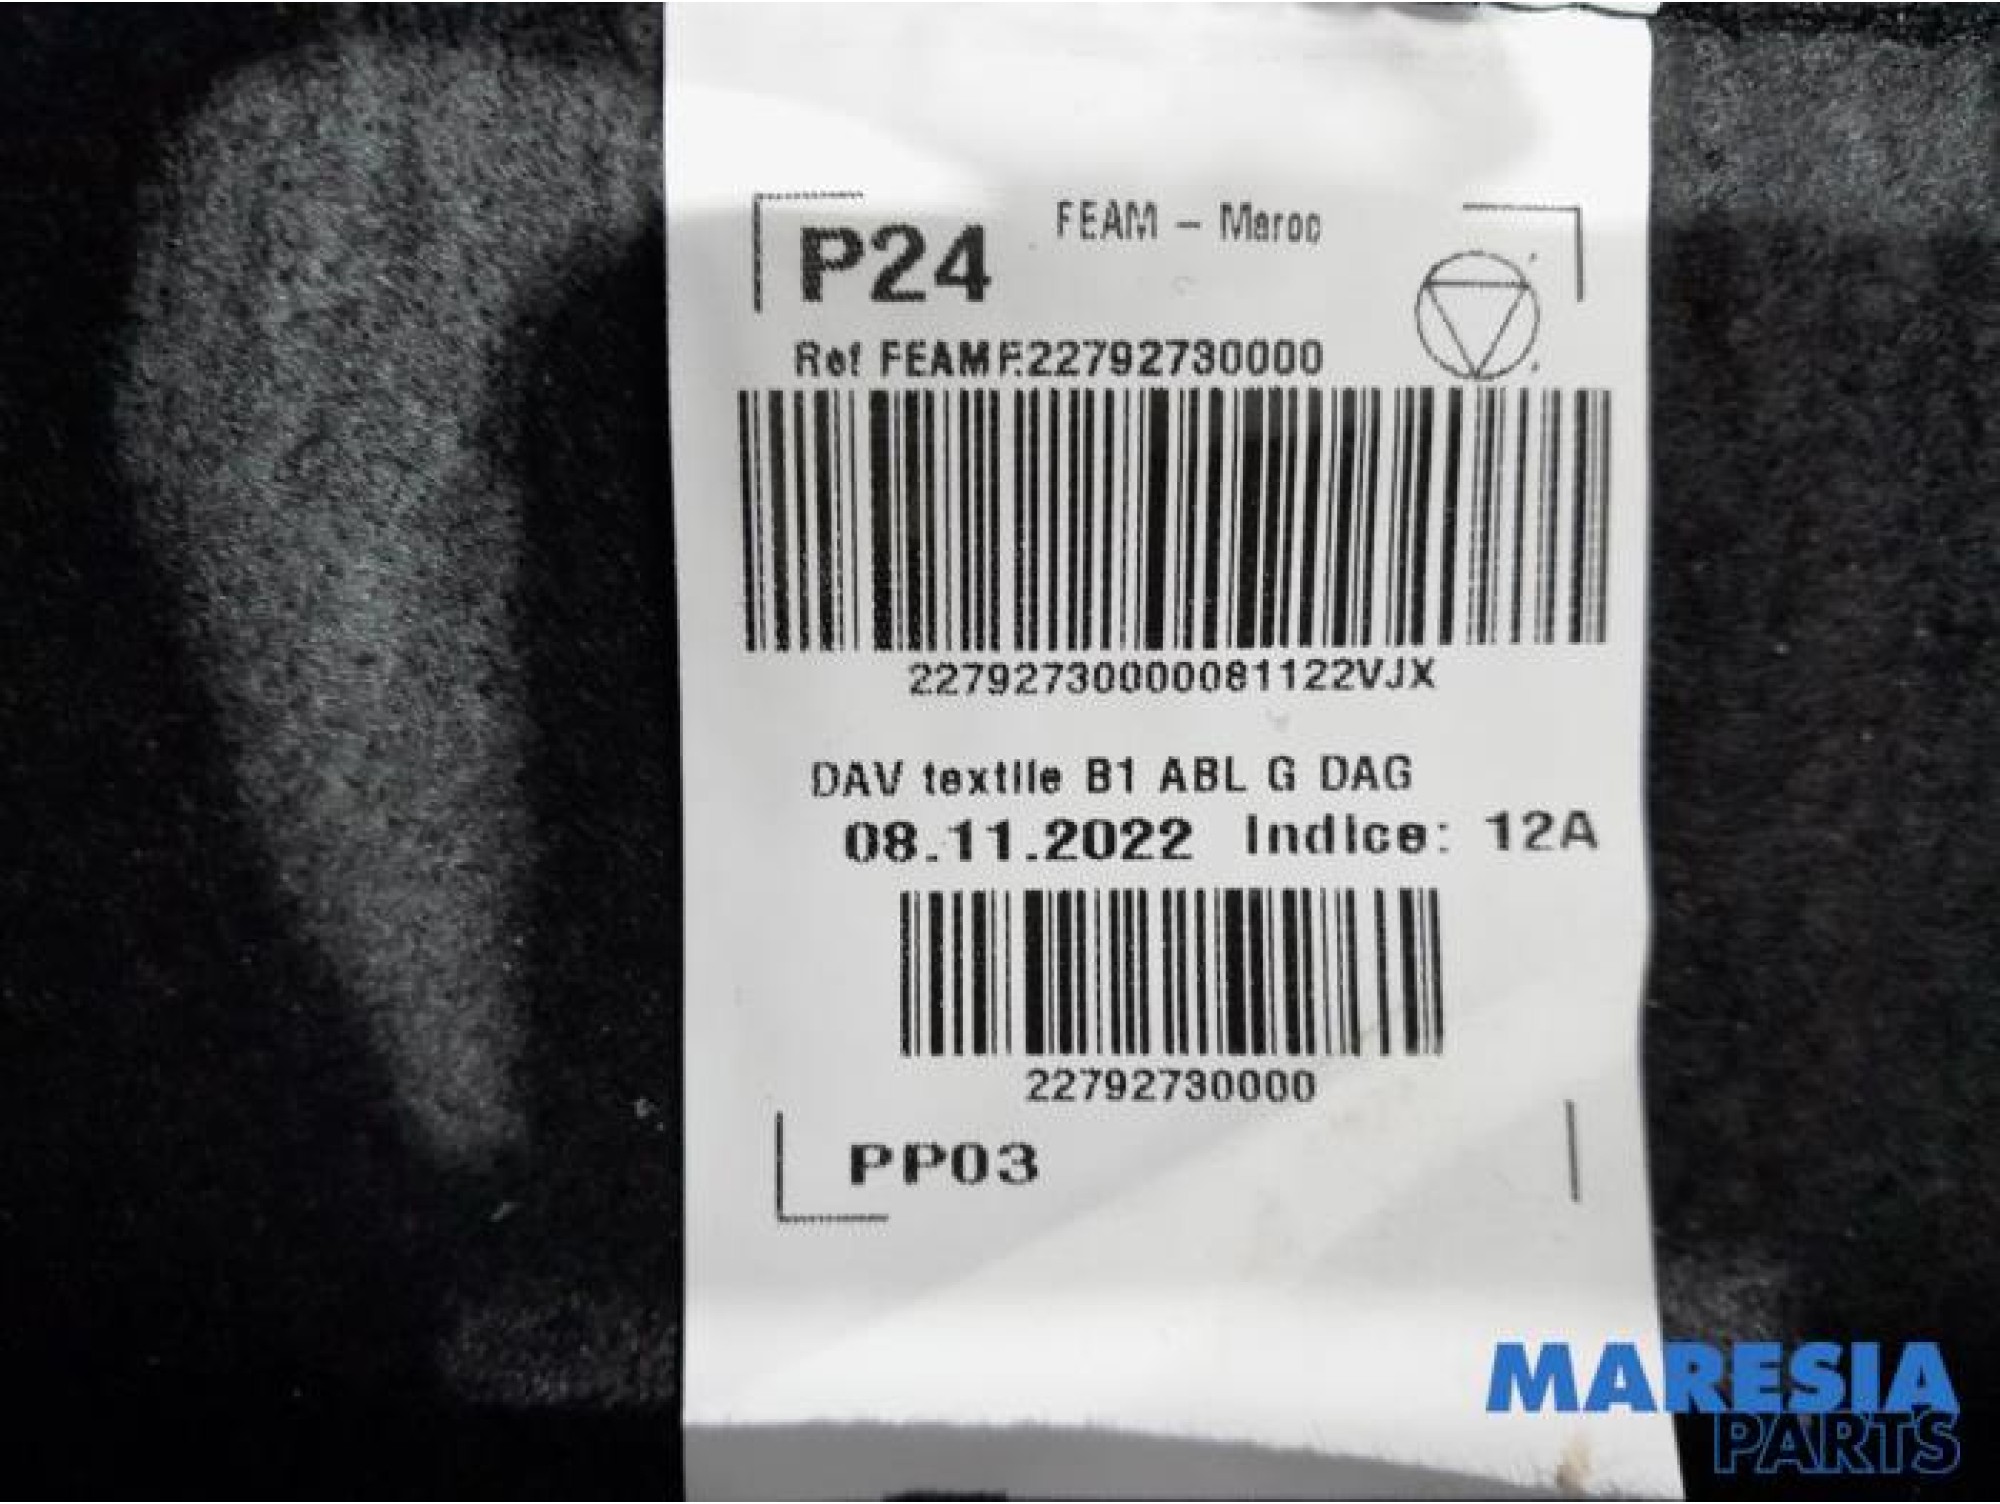 P24
FEAM - Maroc
Ref FEAM F.22792730000
22792730000081122VJX
DAV textile B1 ABL G DAG
08.11.2022 Indice: 12A
22792730000
PP03
MARESIA
PARTS